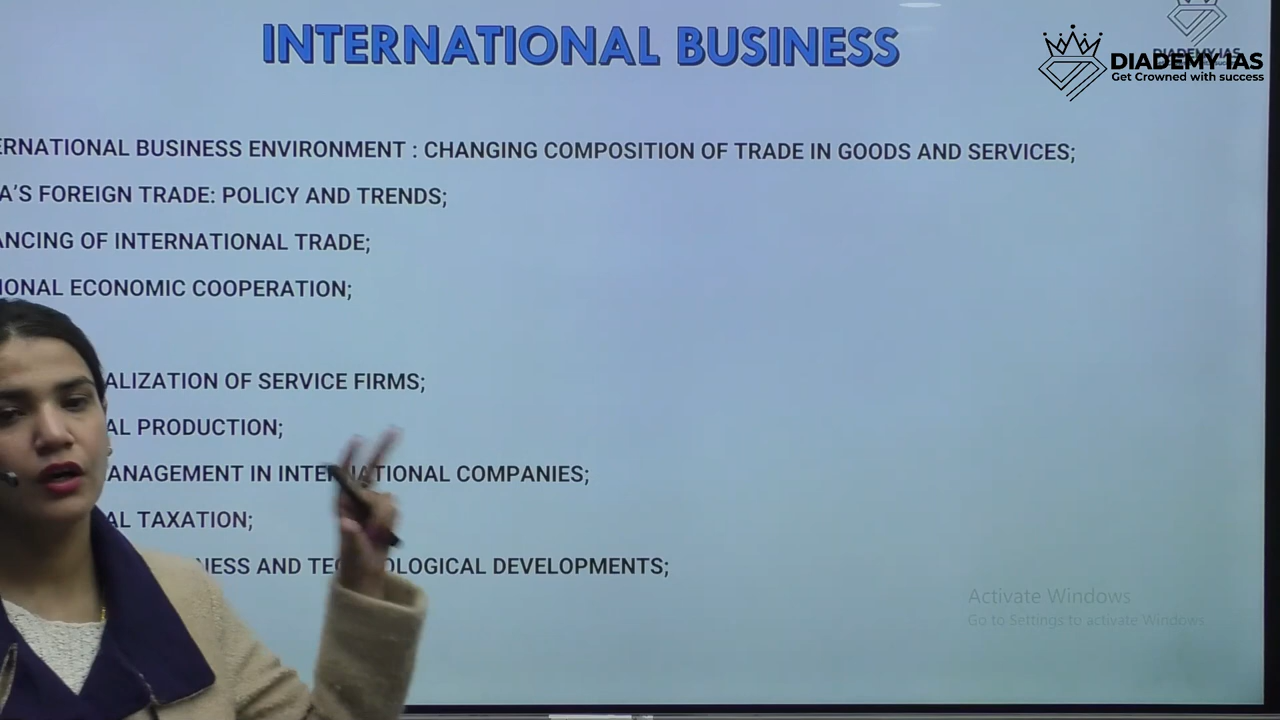 INTERNATIONAL BUSINESS
DIADEMY IAS
Get Crowned with success
ERNATIONAL BUSINESS ENVIRONMENT : CHANGING COMPOSITION OF TRADE IN GOODS AND SERVICES;
A'S FOREIGN TRADE: POLICY AND TRENDS;
ANCING OF INTERNATIONAL TRADE;
IONAL ECONOMIC COOPERATION;
ALIZATION OF SERVICE FIRMS;
AL PRODUCTION;
ANAGEMENT IN INTERNATIONAL COMPANIES;
AL TAXATION;
NESS AND TE OLOGICAL DEVELOPMENTS;
Activate Windows
Go to Settings to activate Windows.